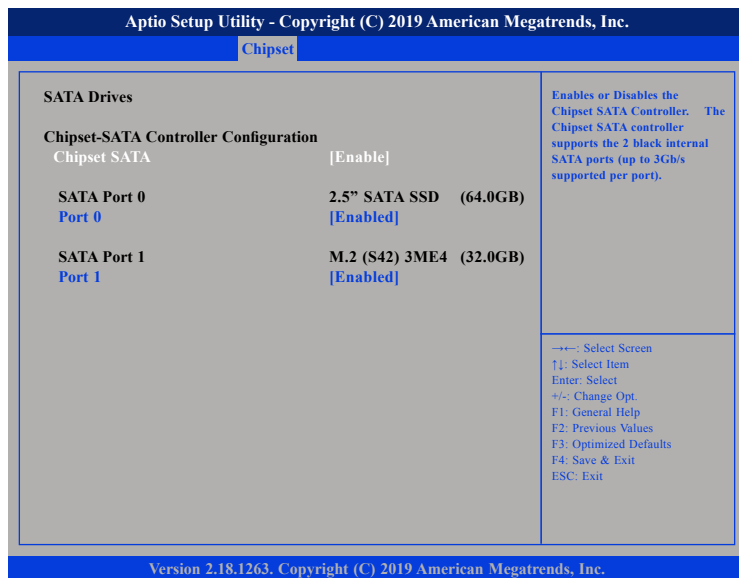 Aptio Setup Utility - Copyright (C) 2019 American Megatrends, Inc.
Chipset
SATA Drives
Chipset-SATA Controller Configuration
Chipset SATA [Enable]
SATA Port 0 2.5” SATA SSD (64.0GB)
Port 0 [Enabled]
SATA Port 1 M.2 (S42) 3ME4 (32.0GB)
Port 1 [Enabled]
Enables or Disables the
Chipset SATA Controller. The
Chipset SATA controller
supports the 2 black internal
SATA ports (up to 3Gb/s
supported per port).
→←: Select Screen
↑↓: Select Item
Enter: Select
+/-: Change Opt.
F1: General Help
F2: Previous Values
F3: Optimized Defaults
F4: Save & Exit
ESC: Exit
Version 2.18.1263. Copyright (C) 2019 American Megatrends, Inc.